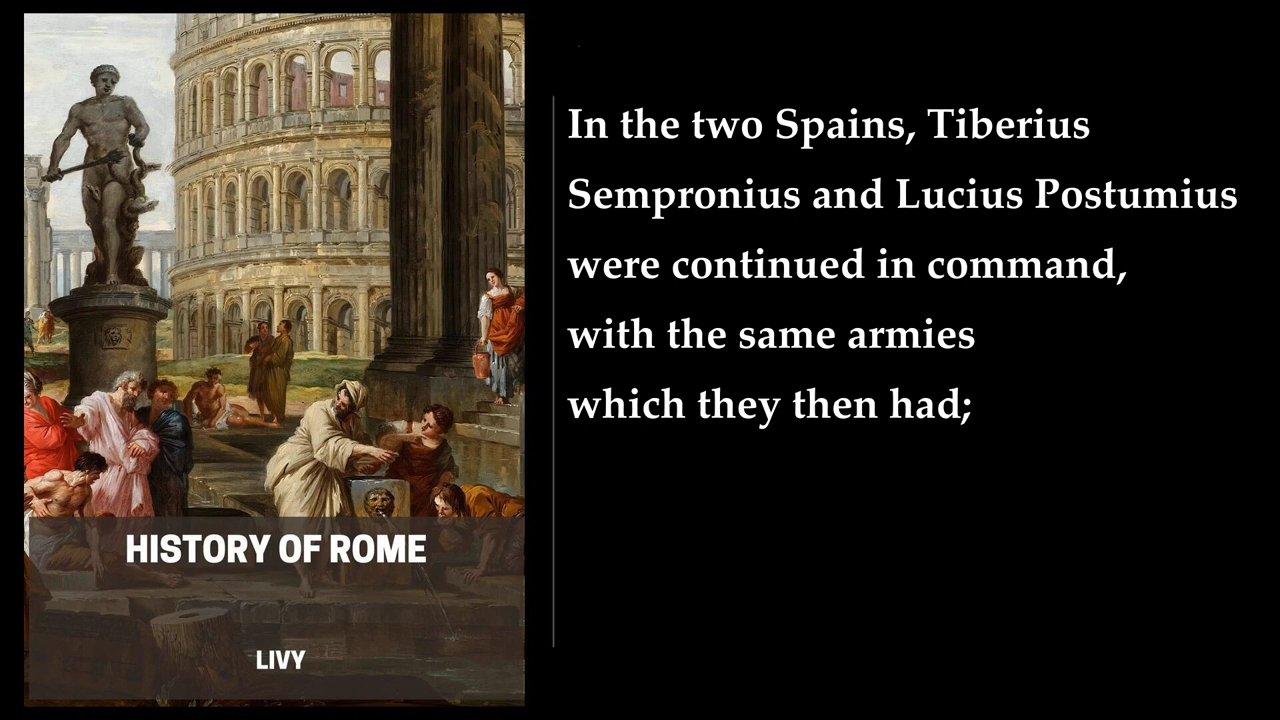 HISTORY OF ROME
LIVY
In the two Spains, Tiberius
Sempronius and Lucius Postumius
were continued in command,
with the same armies
which they then had;